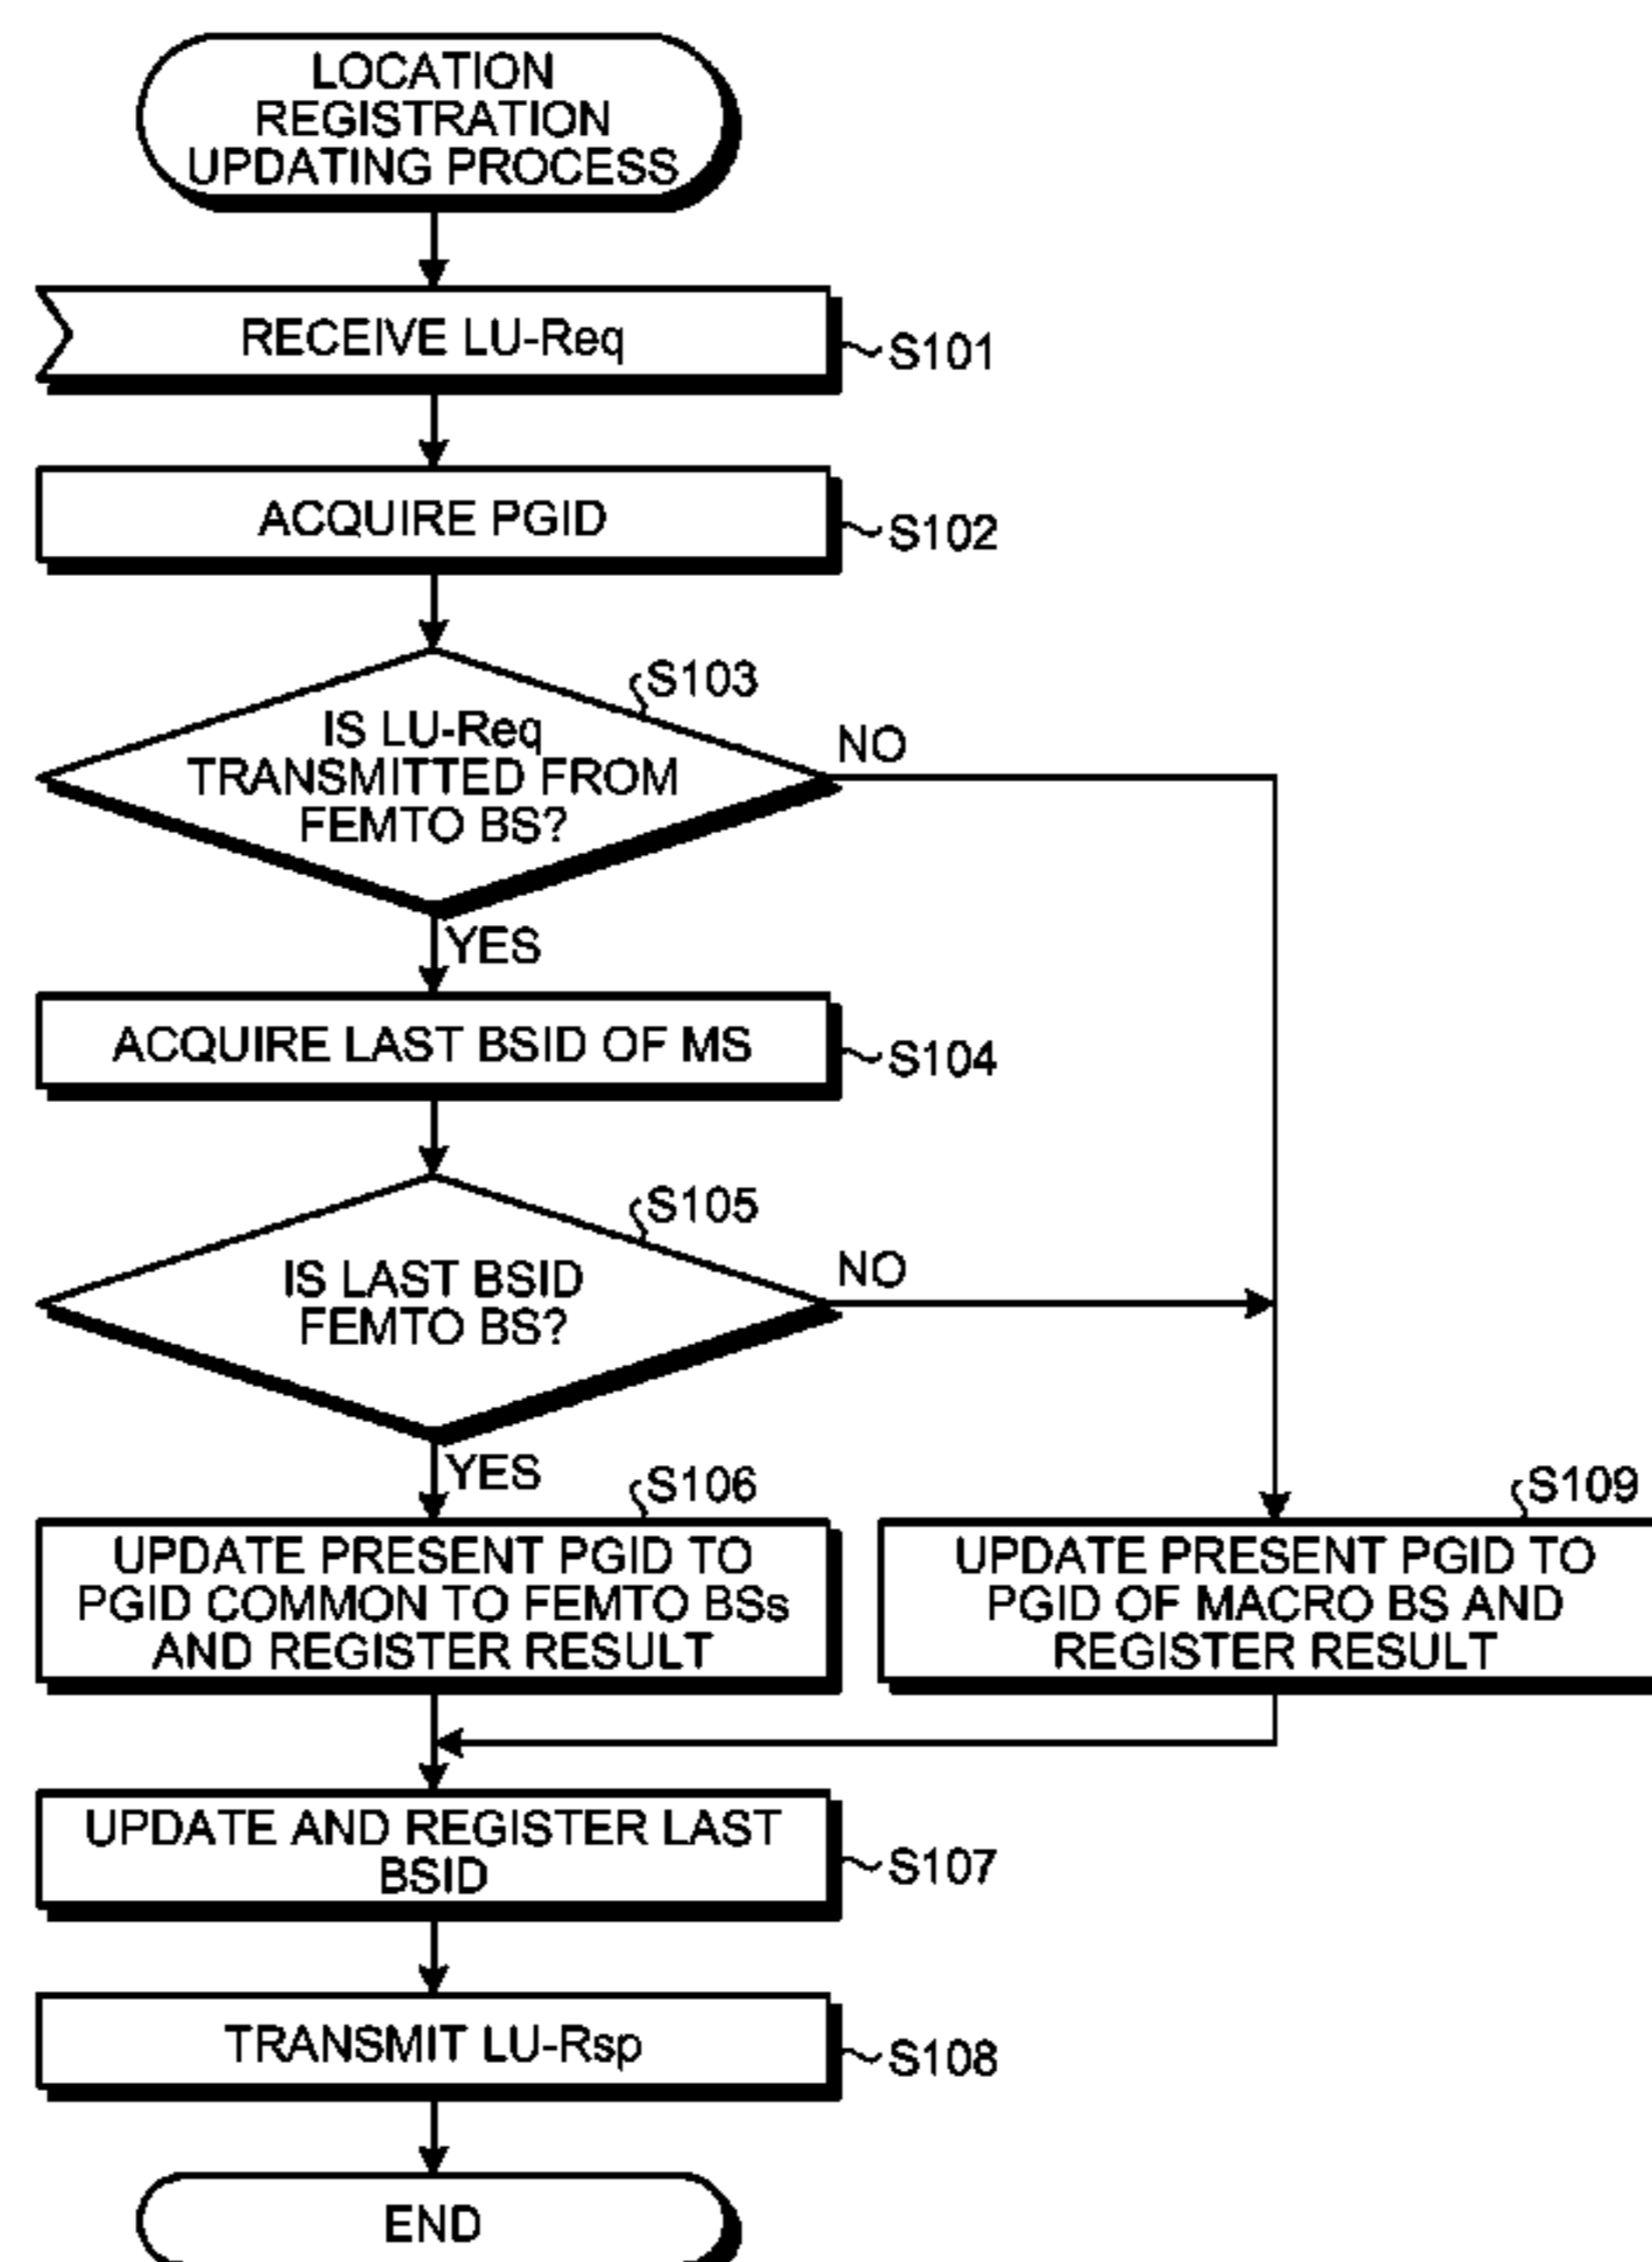 LOCATION
REGISTRATION
UPDATING PROCESS
RECEIVE LU-Req
S101
ACQUIRE PGID
S102
S103
IS LU-Req
TRANSMITTED FROM
FEMTO BS?
NO
YES
ACQUIRE LAST BSID OF MS
S104
S105
IS LAST BSID
FEMTO BS?
NO
YES
S106
UPDATE PRESENT PGID TO
PGID COMMON TO FEMTO BSs
AND REGISTER RESULT
S109
UPDATE PRESENT PGID TO
PGID OF MACRO BS AND
REGISTER RESULT
UPDATE AND REGISTER LAST
BSID
S107
TRANSMIT LU-Rsp
S108
END